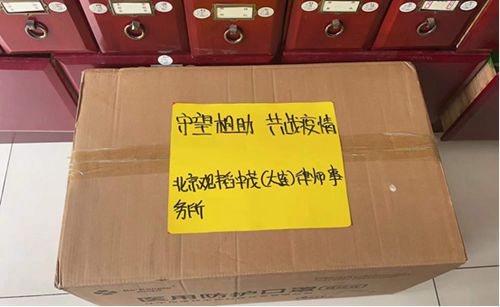 守望相助 共战疫情
北京观韬中茂(大连)律师事
务所
医用防护口罩